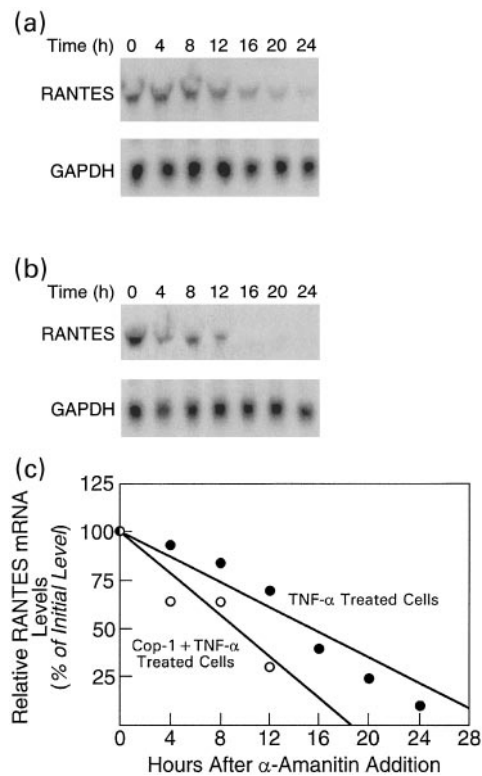 (a)
Time (h) 0 4 8 12 16 20 24
RANTES
GAPDH
(b)
Time (h) 0 4 8 12 16 20 24
RANTES
GAPDH
(c)
Relative RANTES mRNA
Levels
(% of Initial Level)
125
100
75
50
25
TNF-α Treated Cells
Cop-1 + TNF-α
Treated Cells
0 4 8 12 16 20 24 28
Hours After α-Amanitin Addition